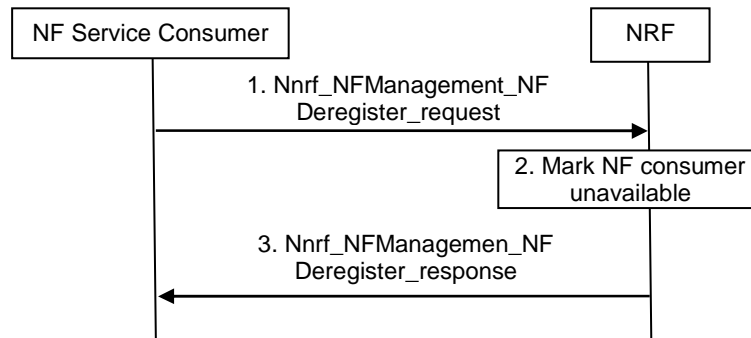 NF Service Consumer
NRF
1. Nnrf_NFManagement_NF
Deregister_request
2. Mark NF consumer
unavailable
3. Nnrf_NFManagemen_NF
Deregister_response